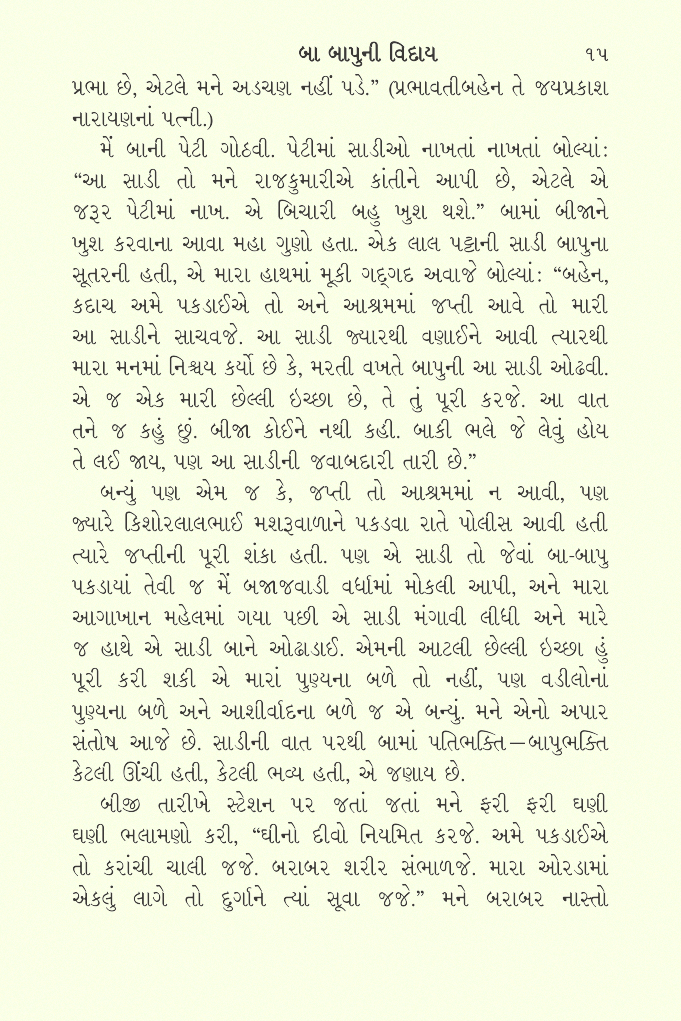 બા બાપુની વિદાય ૧૫
પ્રભા છે, એટલે મને અડચણ નહીં પડે.” (પ્રભાવતીબહેન તે જયપ્રકાશ
નારાયણનાં પત્ની.)
મેં બાની પેટી ગોઠવી. પેટીમાં સાડીઓ નાખતાં નાખતાં બોલ્યાં:
“આ સાડી તો મને રાજકુમારીએ કાંતીને આપી છે, એટલે એ
જરૂર પેટીમાં નાખ. એ બિચારી બહુ ખુશ થશે.” બામાં બીજાને
ખુશ કરવાના આવા મહા ગુણો હતા. એક લાલ પટ્ટાની સાડી બાપુના
સૂતરની હતી, એ મારા હાથમાં મૂકી ગદ્ગદ અવાજે બોલ્યાં: “બહેન,
કદાચ અમે પકડાઈએ તો અને આશ્રમમાં જપ્તી આવે તો મારી
આ સાડીને સાચવજે. આ સાડી જ્યારથી વણાઈને આવી ત્યારથી
મારા મનમાં નિશ્ચય કર્યો છે કે, મરતી વખતે બાપુની આ સાડી ઓઢવી.
એ જ એક મારી છેલ્લી ઇચ્છા છે, તે તું પૂરી કરજે. આ વાત
તને જ કહું છું. બીજા કોઈને નથી કહી. બાકી ભલે જે લેવું હોય
તે લઈ જાય, પણ આ સાડીની જવાબદારી તારી છે.”
બન્યું પણ એમ જ કે, જપ્તી તો આશ્રમમાં ન આવી, પણ
જ્યારે કિશોરલાલભાઈ મશરૂવાળાને પકડવા રાતે પોલીસ આવી હતી
ત્યારે જપ્તીની પૂરી શંકા હતી. પણ એ સાડી તો જેવાં બા-બાપુ
પકડાયાં તેવી જ મેં બજાજવાડી વર્ધામાં મોકલી આપી, અને મારા
આગાખાન મહેલમાં ગયા પછી એ સાડી મંગાવી લીધી અને મારે
જ હાથે એ સાડી બાને ઓઢાડાઈ. એમની આટલી છેલ્લી ઇચ્છા હું
પૂરી કરી શકી એ મારાં પુણ્યના બળે તો નહીં, પણ વડીલોનાં
પુણ્યના બળે અને આશીર્વાદના બળે જ એ બન્યું. મને એનો અપાર
સંતોષ આજે છે. સાડીની વાત પરથી બામાં પતિભક્તિ—બાપુભક્તિ
કેટલી ઊંચી હતી, કેટલી ભવ્ય હતી, એ જણાય છે.
બીજી તારીખે સ્ટેશન પર જતાં જતાં મને ફરી ફરી ઘણી
ઘણી ભલામણો કરી, “ઘીનો દીવો નિયમિત કરજે. અમે પકડાઈએ
તો કરાંચી ચાલી જજે. બરાબર શરીર સંભાળજે. મારા ઓરડામાં
એકલું લાગે તો દુર્ગાને ત્યાં સૂવા જજે.” મને બરાબર નાસ્તો